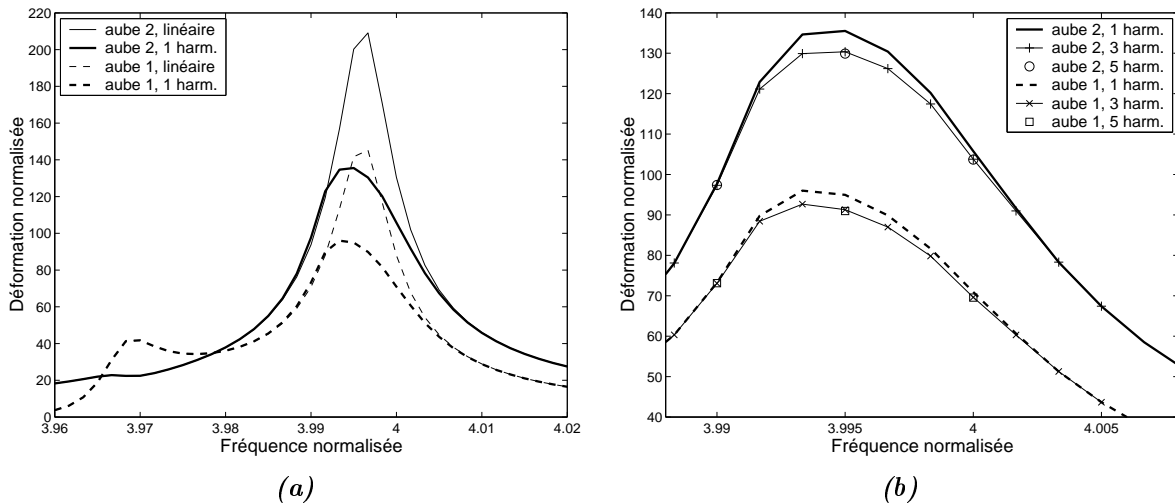 220
200
180
160
140
120
100
80
60
40
20
0
Déformation normalisée
aube 2, linéaire
aube 2, 1 harm.
aube 1, linéaire
aube 1, 1 harm.
3.96 3.97 3.98 3.99 4 4.01 4.02
Fréquence normalisée
(a)
140
130
120
110
100
90
80
70
60
50
40
Déformation normalisée
aube 2, 1 harm.
aube 2, 3 harm.
aube 2, 5 harm.
aube 1, 1 harm.
aube 1, 3 harm.
aube 1, 5 harm.
3.99 3.995 4 4.005
Fréquence normalisée
(b)